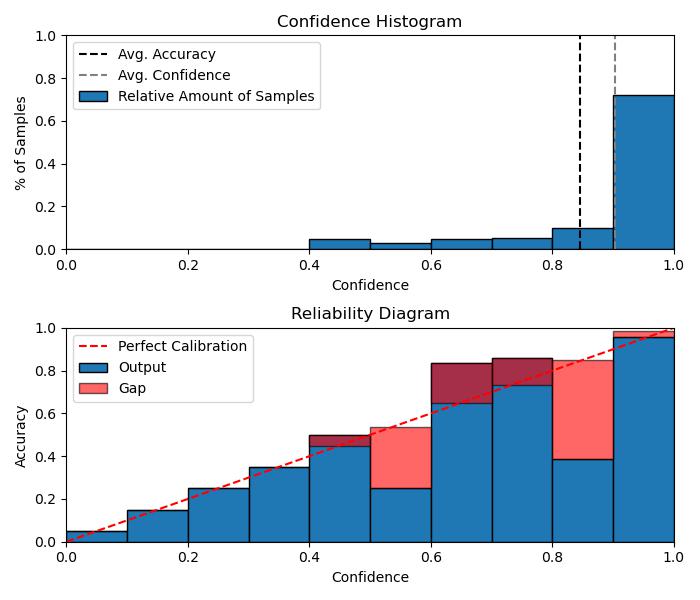 Confidence Histogram
1.0
0.8
0.6
0.4
0.2
0.0
% of Samples
Avg. Accuracy
Avg. Confidence
Relative Amount of Samples
0.0 0.2 0.4 0.6 0.8 1.0
Confidence
Reliability Diagram
1.0
0.8
0.6
0.4
0.2
0.0
Accuracy
Perfect Calibration
Output
Gap
0.0 0.2 0.4 0.6 0.8 1.0
Confidence